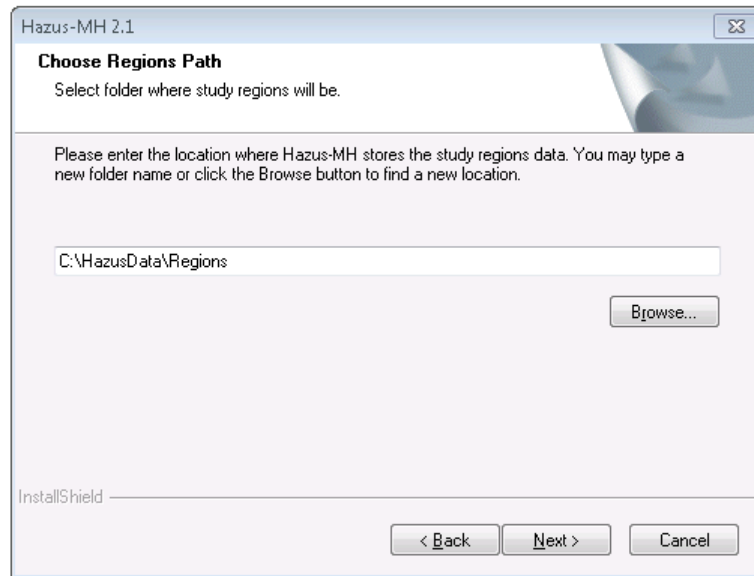 Hazus-MH 2.1
Choose Regions Path
Select folder where study regions will be.
Please enter the location where Hazus-MH stores the study regions data. You may type a
new folder name or click the Browse button to find a new location.
C:\HazusData\Regions
Browse...
InstallShield
< Back
Next >
Cancel